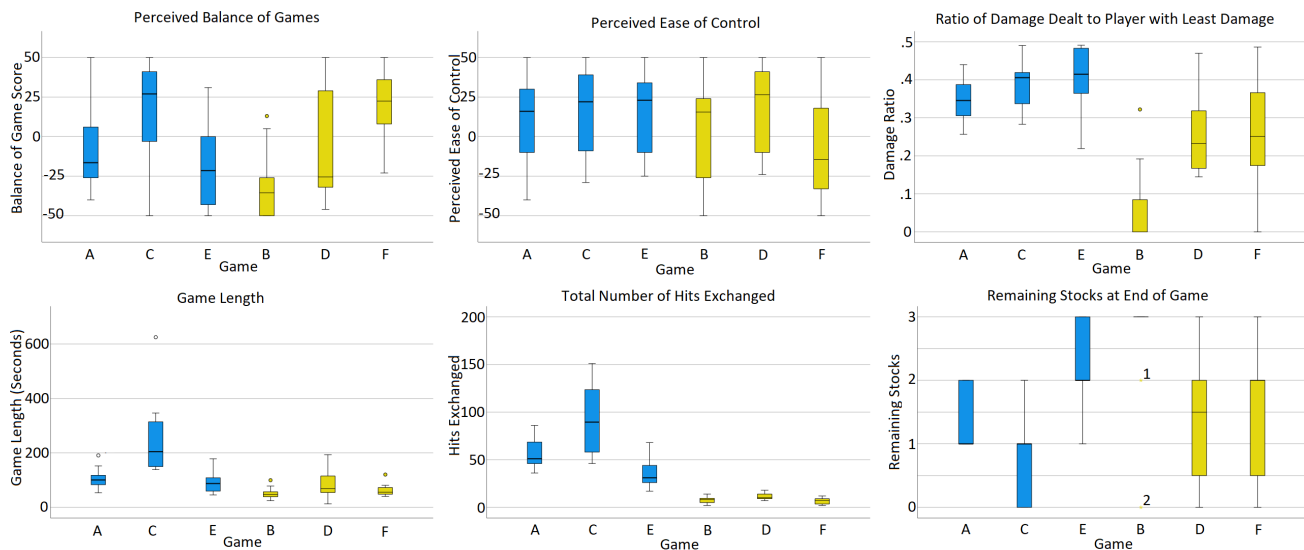 Perceived Balance of Games
Balance of Game Score
50
25
0
-25
-50
A C E B D F
Game
Perceived Ease of Control
Perceived Ease of Control
50
25
0
-25
-50
A C E B D F
Game
Ratio of Damage Dealt to Player with Least Damage
Damage Ratio
.5
.4
.3
.2
.1
0
A C E B D F
Game
Game Length
Game Length (Seconds)
600
400
200
0
A C E B D F
Game
Total Number of Hits Exchanged
Hits Exchanged
200
150
100
50
0
A C E B D F
Game
Remaining Stocks at End of Game
Remaining Stocks
3
2
1
0
1
2
A C E B D F
Game